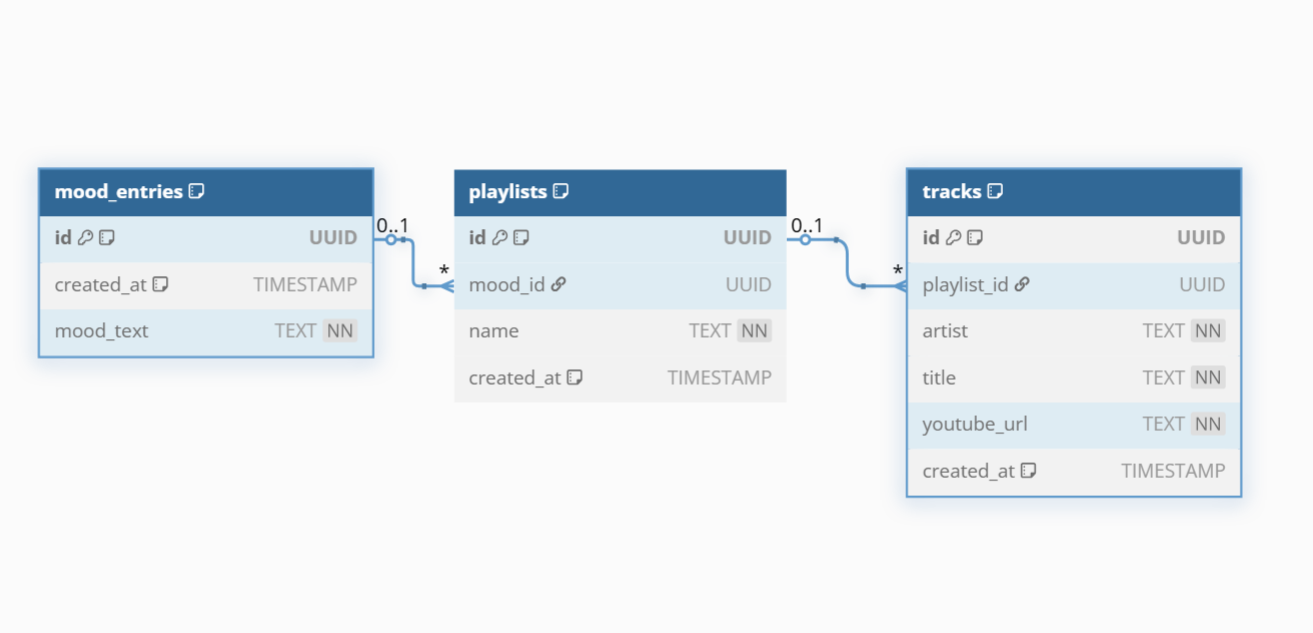 mood_entries
id UUID
created_at TIMESTAMP
mood_text TEXT NN
0..1
*
playlists
id UUID
mood_id UUID
name TEXT NN
created_at TIMESTAMP
0..1
*
tracks
id UUID
playlist_id UUID
artist TEXT NN
title TEXT NN
youtube_url TEXT NN
created_at TIMESTAMP